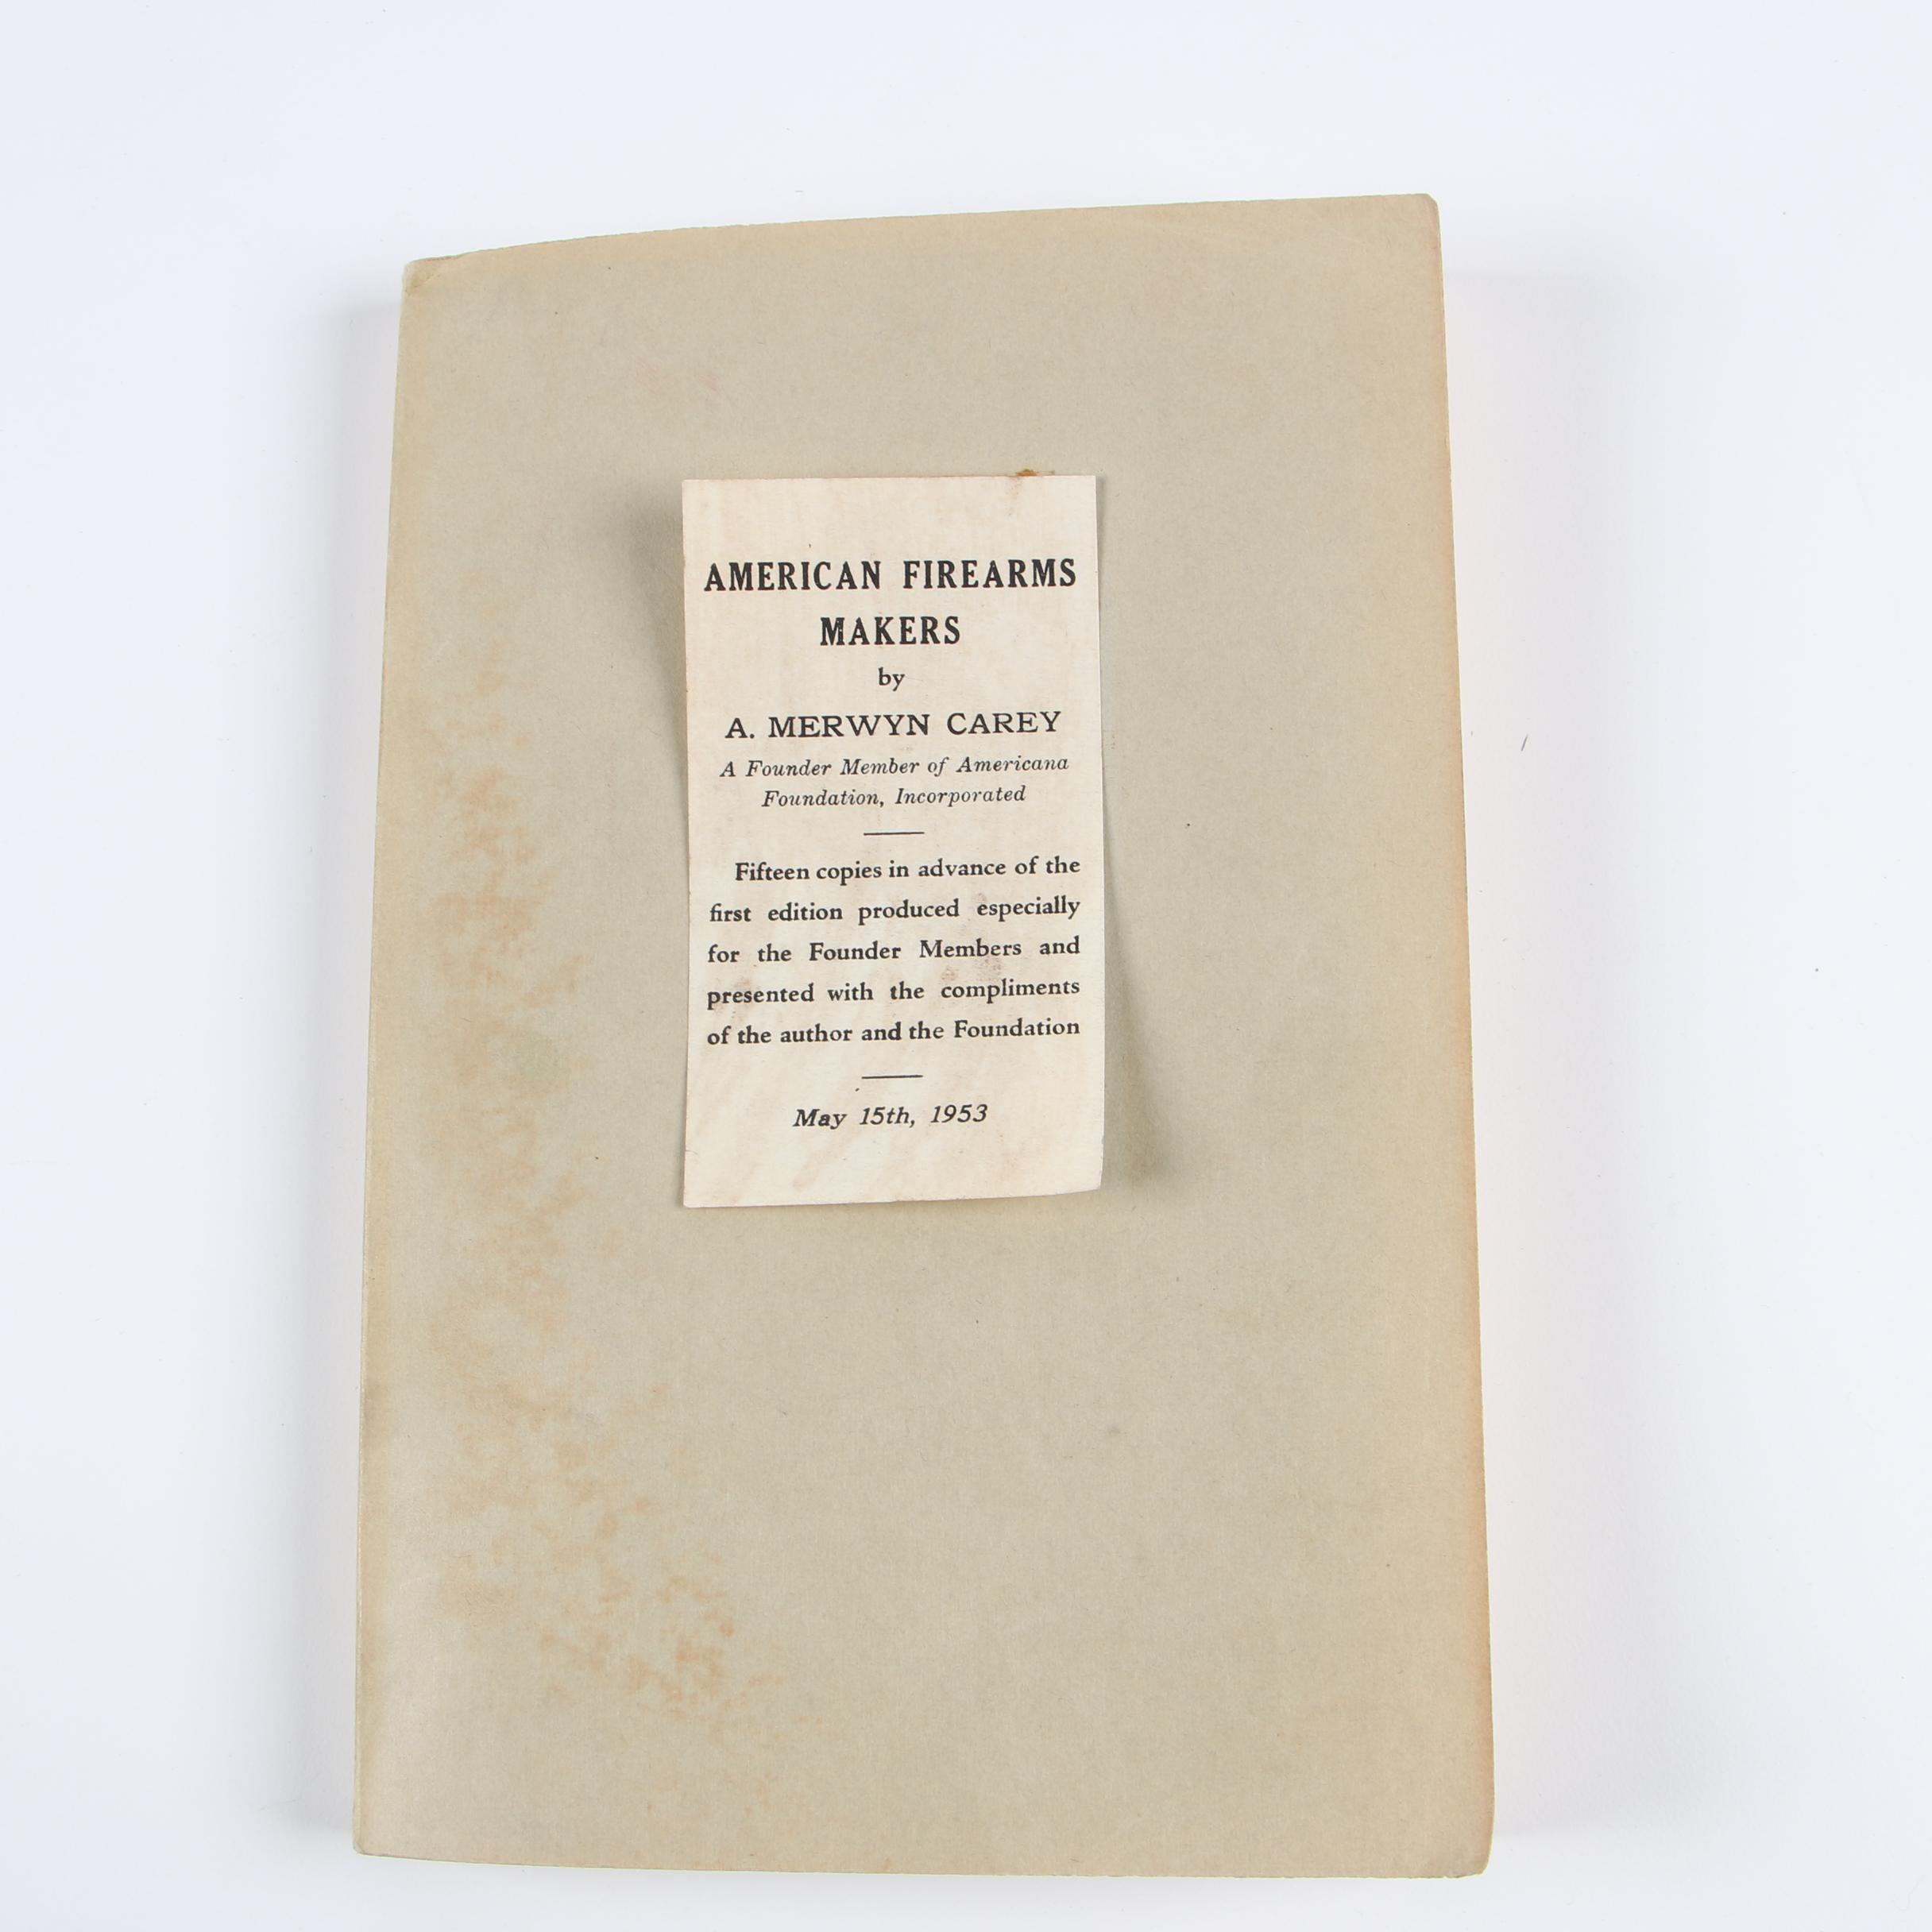 AMERICAN FIREARMS
MAKERS
by
A. MERWYN CAREY
A Founder Member of Americana
Foundation, Incorporated
Fifteen copies in advance of the
first edition produced especially
for the Founder Members and
presented with the compliments
of the author and the Foundation
May 15th, 1953